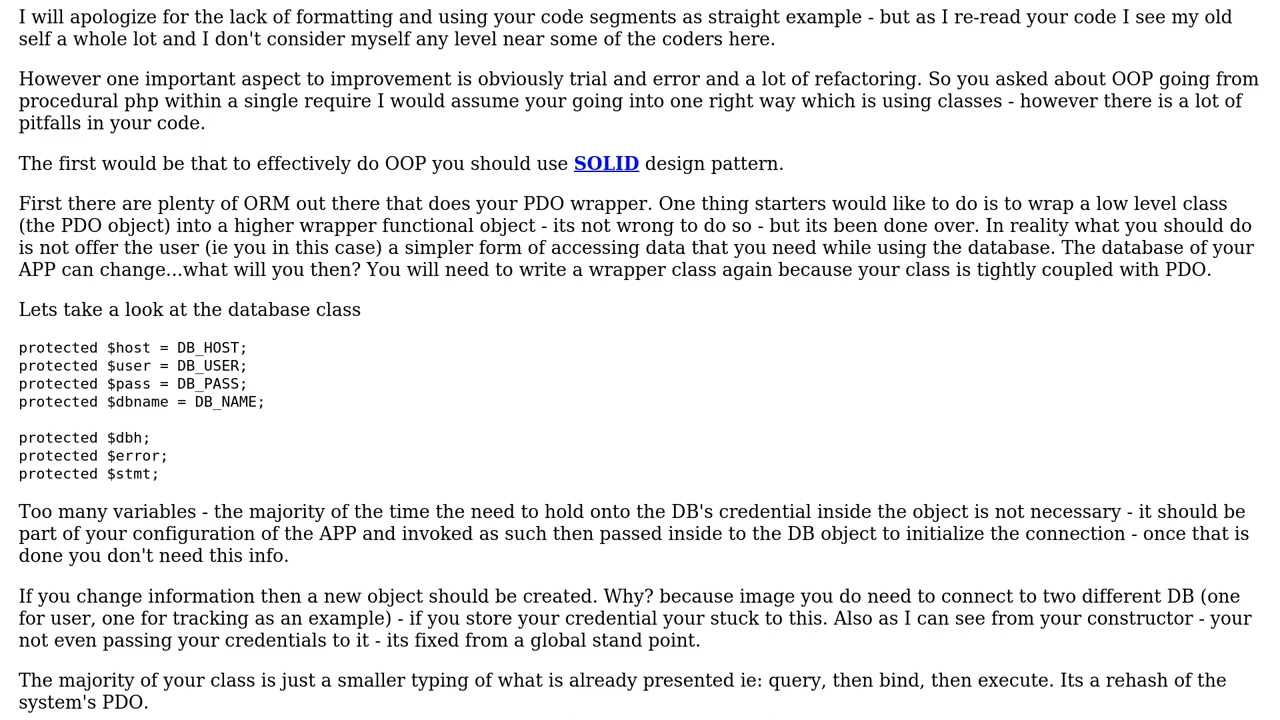 I will apologize for the lack of formatting and using your code segments as straight example - but as I re-read your code I see my old
self a whole lot and I don't consider myself any level near some of the coders here.
However one important aspect to improvement is obviously trial and error and a lot of refactoring. So you asked about OOP going from
procedural php within a single require I would assume your going into one right way which is using classes - however there is a lot of
pitfalls in your code.
The first would be that to effectively do OOP you should use SOLID design pattern.
First there are plenty of ORM out there that does your PDO wrapper. One thing starters would like to do is to wrap a low level class
(the PDO object) into a higher wrapper functional object - its not wrong to do so - but its been done over. In reality what you should do
is not offer the user (ie you in this case) a simpler form of accessing data that you need while using the database. The database of your
APP can change...what will you then? You will need to write a wrapper class again because your class is tightly coupled with PDO.
Lets take a look at the database class
protected $host = DB_HOST;
protected $user = DB_USER;
protected $pass = DB_PASS;
protected $dbname = DB_NAME;
protected $dbh;
protected $error;
protected $stmt;
Too many variables - the majority of the time the need to hold onto the DB's credential inside the object is not necessary - it should be
part of your configuration of the APP and invoked as such then passed inside to the DB object to initialize the connection - once that is
done you don't need this info.
If you change information then a new object should be created. Why? because image you do need to connect to two different DB (one
for user, one for tracking as an example) - if you store your credential your stuck to this. Also as I can see from your constructor - your
not even passing your credentials to it - its fixed from a global stand point.
The majority of your class is just a smaller typing of what is already presented ie: query, then bind, then execute. Its a rehash of the
system's PDO.